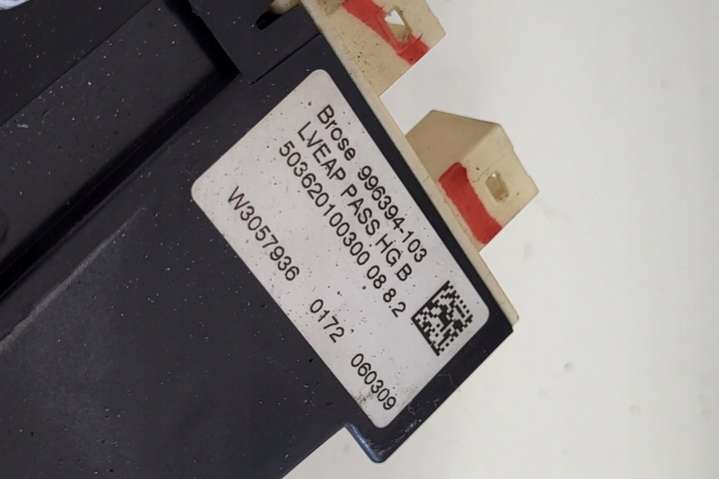 Brose 996394-103
LVEAP PASS HG B
503620100300 08 8.2
W3057936 0172 060309